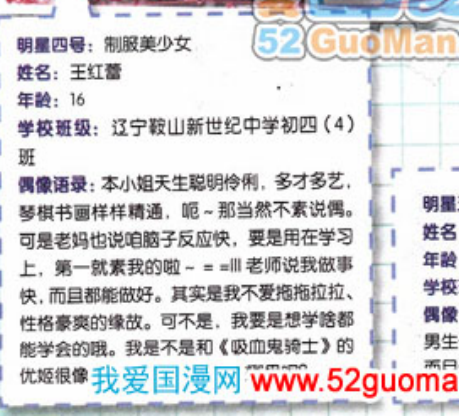 52 GuoMan
明星四号：制服美少女
姓名：王红蕾
年龄：16
学校班级：辽宁鞍山新世纪中学初四（4）
班
偶像语录：本小姐天生聪明伶俐，多才多艺，
琴棋书画样样精通，呃～那当然不素说偶。
可是老妈也说咱脑子反应快，要是用在学习
上，第一就素我的啦～= =III 老师说我做事
快，而且都能做好。其实是我不爱拖拖拉拉、
性格豪爽的缘故。可不是，我要是想学啥都
能学会的哦。我是不是和《吸血鬼骑士》的
优姬很像
我爱国漫网 www.52guoma
明星
姓名
年龄
学校
偶像
男生